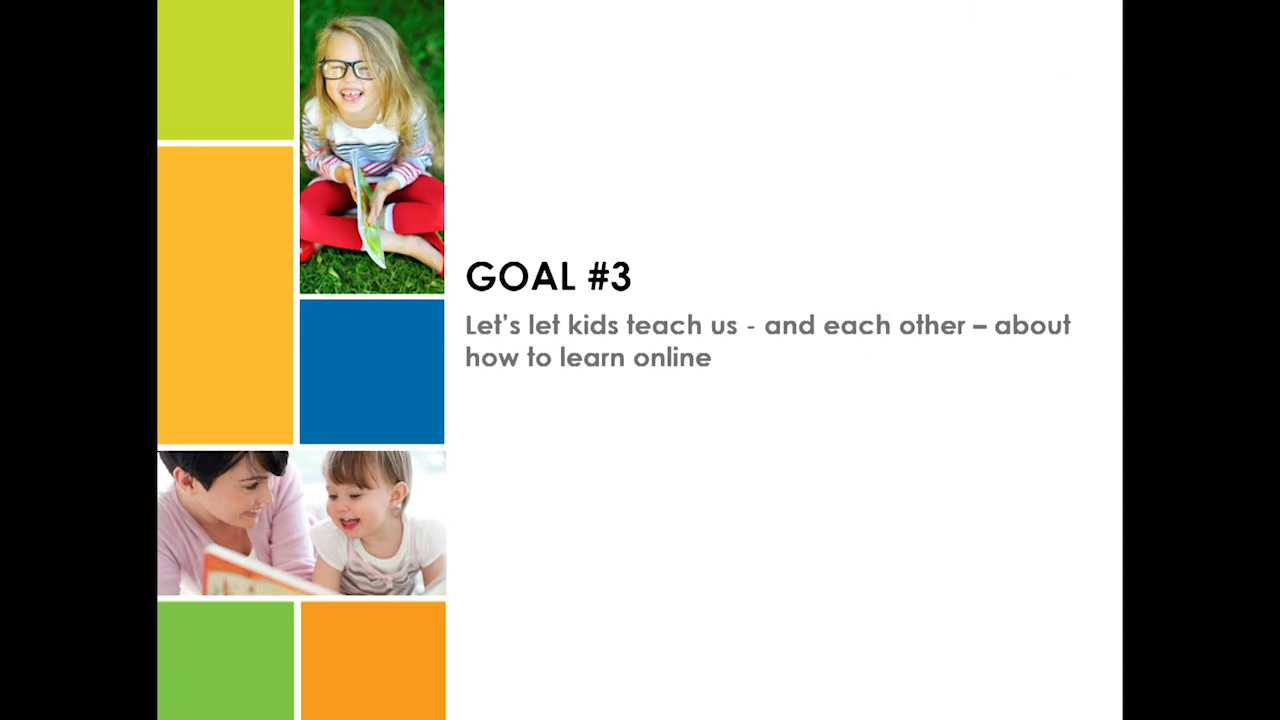 GOAL #3
Let’s let kids teach us - and each other – about
how to learn online